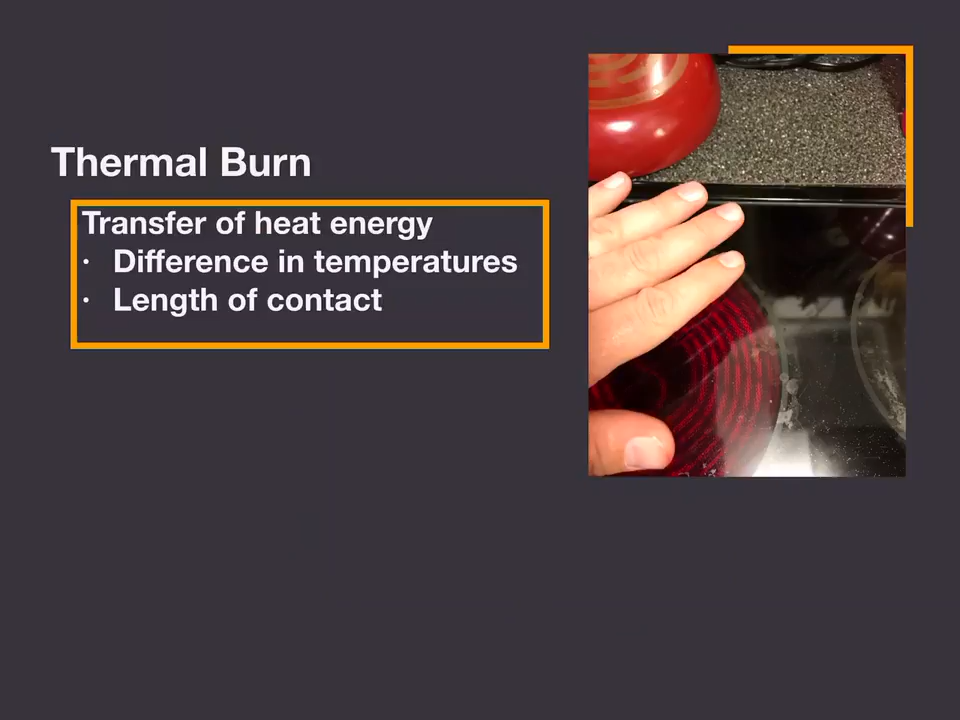 Thermal Burn
Transfer of heat energy
· Difference in temperatures
· Length of contact